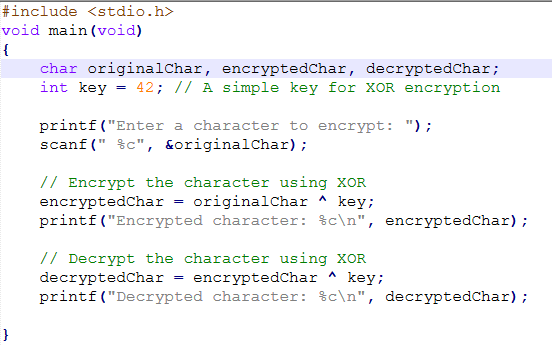 #include <stdio.h>
void main(void)
{
    char originalChar, encryptedChar, decryptedChar;
    int key = 42; // A simple key for XOR encryption

    printf("Enter a character to encrypt: ");
    scanf(" %c", &originalChar);

    // Encrypt the character using XOR
    encryptedChar = originalChar ^ key;
    printf("Encrypted character: %c\n", encryptedChar);

    // Decrypt the character using XOR
    decryptedChar = encryptedChar ^ key;
    printf("Decrypted character: %c\n", decryptedChar);

}